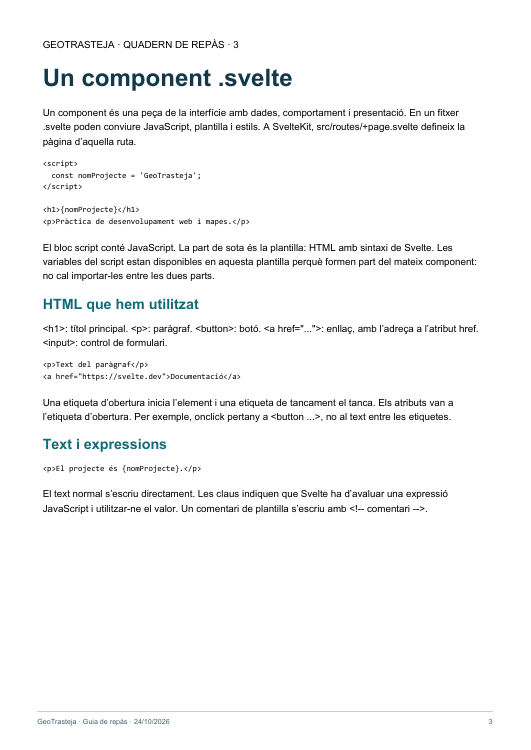 GEOTRASTEJA · QUADERN DE REPÀS · 3
Un component .svelte
Un component és una peça de la interfície amb dades, comportament i presentació. En un fitxer
.svelte poden conviure JavaScript, plantilla i estils. A SvelteKit, src/routes/+page.svelte defineix la
pàgina d’aquella ruta.
<script>
  const nomProjecte = 'GeoTrasteja';
</script>
<h1>{nomProjecte}</h1>
<p>Pràctica de desenvolupament web i mapes.</p>
El bloc script conté JavaScript. La part de sota és la plantilla: HTML amb sintaxi de Svelte. Les
variables del script estan disponibles en aquesta plantilla perquè formen part del mateix component:
no cal importar-les entre les dues parts.
HTML que hem utilitzat
<h1>: títol principal. <p>: paràgraf. <button>: botó. <a href="...">: enllaç, amb l’adreça a l’atribut href.
<input>: control de formulari.
<p>Text del paràgraf</p>
<a href="https://svelte.dev">Documentació</a>
Una etiqueta d’obertura inicia l’element i una etiqueta de tancament el tanca. Els atributs van a
l’etiqueta d’obertura. Per exemple, onclick pertany a <button ...>, no al text entre les etiquetes.
Text i expressions
<p>El projecte és {nomProjecte}.</p>
El text normal s’escriu directament. Les claus indiquen que Svelte ha d’avaluar una expressió
JavaScript i utilitzar-ne el valor. Un comentari de plantilla s’escriu amb <!-- comentari -->.
GeoTrasteja · Guia de repàs · 24/10/2026
3